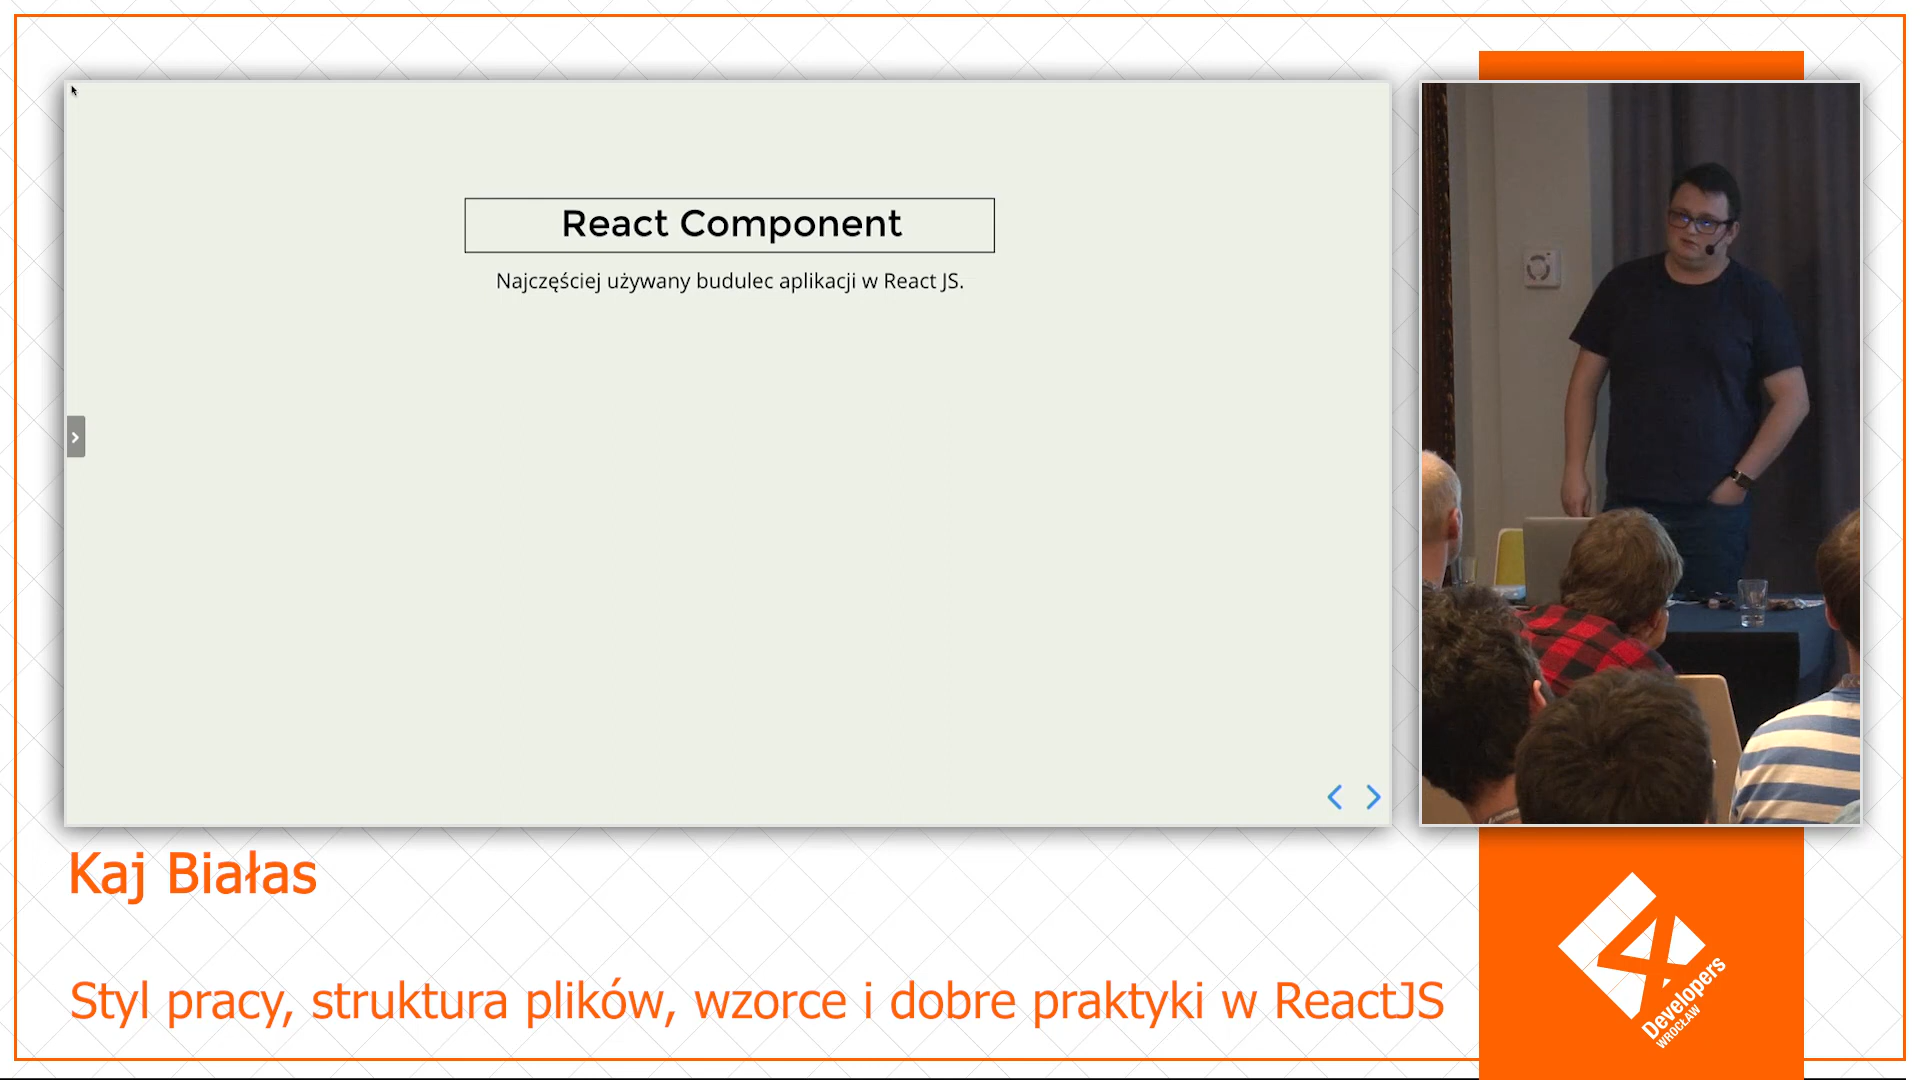 React Component
Najczęściej używany budulec aplikacji w React JS.
Kaj Białas
Styl pracy, struktura plików, wzorce i dobre praktyki w ReactJS
4
Developers
WROCŁAW